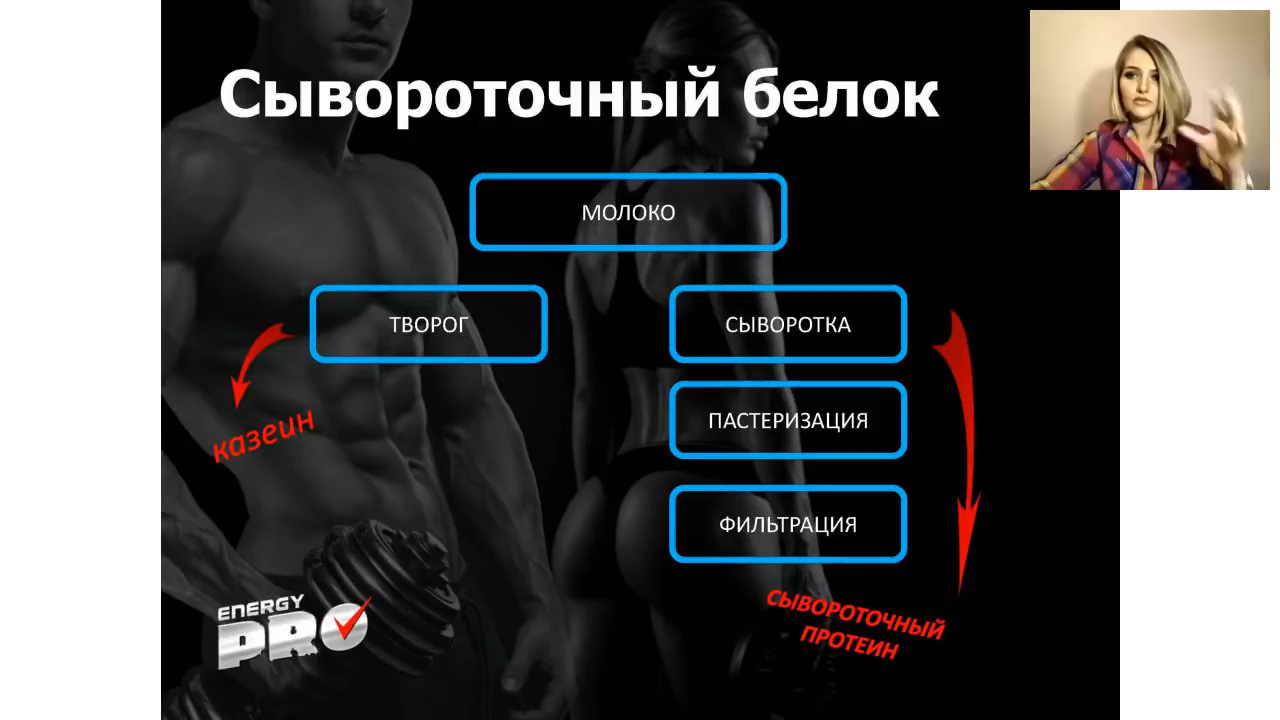 Сывороточный белок
МОЛОКО
ТВОРОГ
СЫВОРОТКА
казеин
ПАСТЕРИЗАЦИЯ
ФИЛЬТРАЦИЯ
СЫВОРОТОЧНЫЙ
ПРОТЕИН
ENERGY
PRO